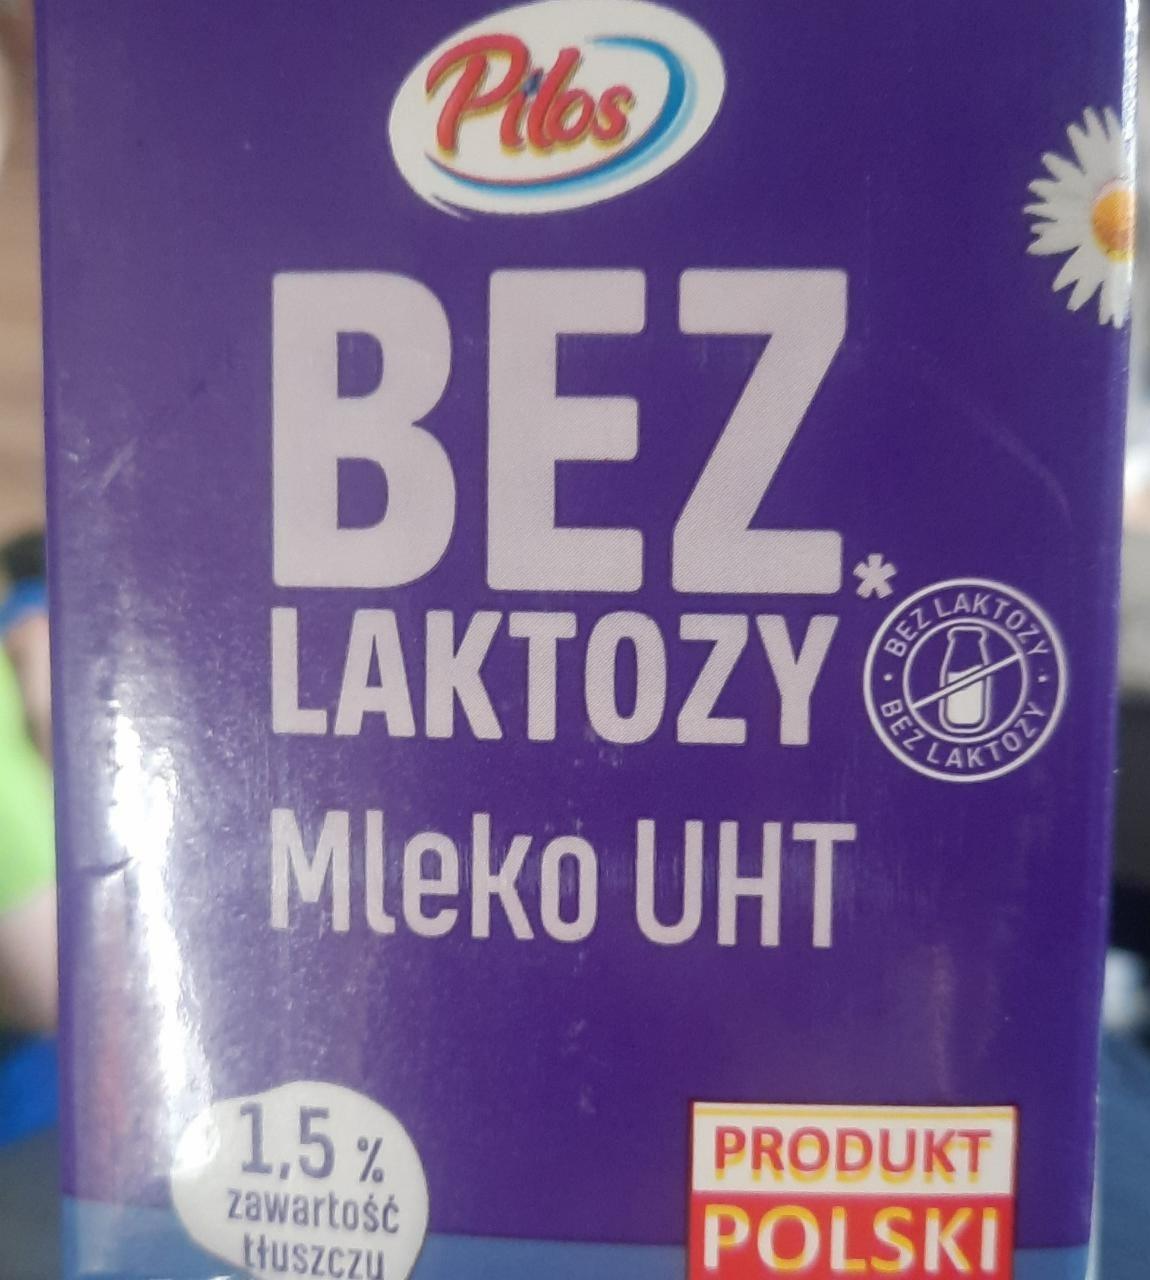 Pilos
BEZ*
LAKTOZY
· BEZ LAKTOZY · BEZ LAKTOZY
Mleko UHT
1,5 %
zawartość
tłuszczu
PRODUKT
POLSKI